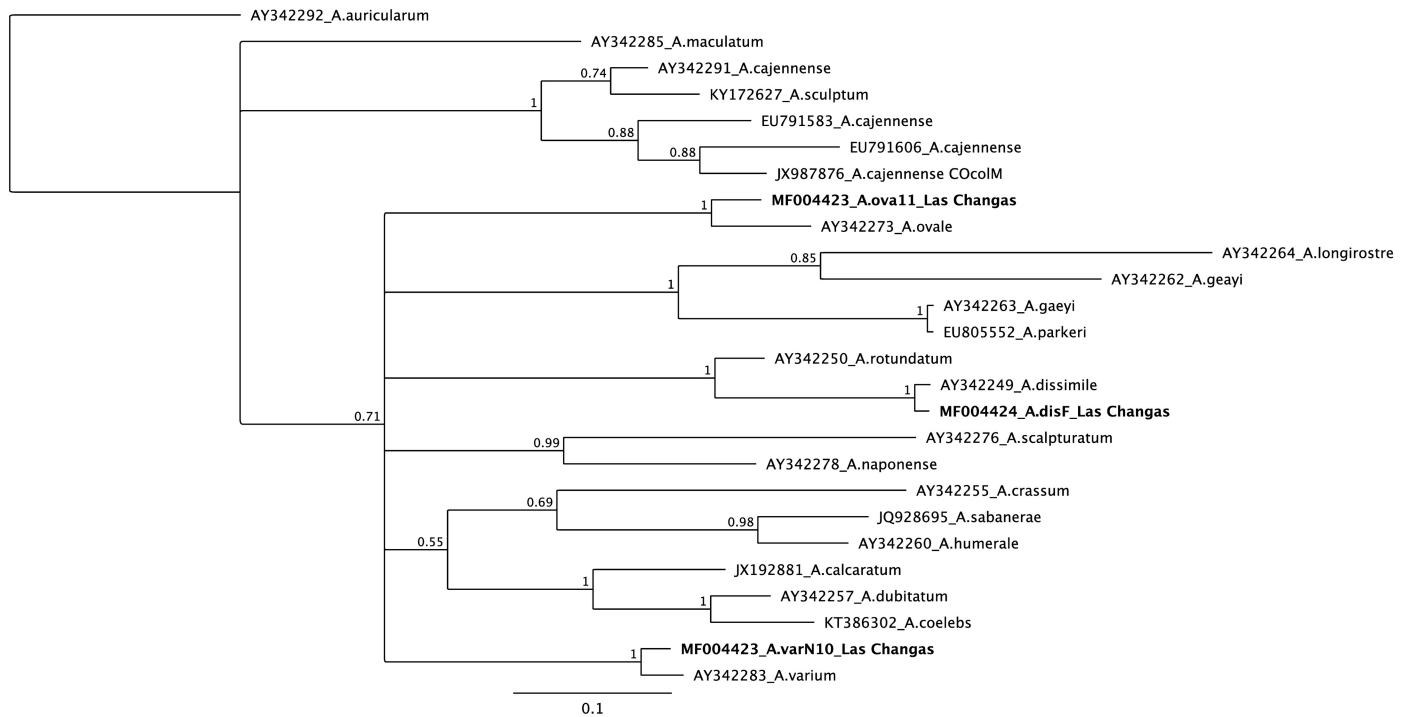 AY342292_A.auricularum
AY342285_A.maculatum
0.74
AY342291_A.cajennense
KY172627_A.sculptum
1
EU791583_A.cajennense
0.88
EU791606_A.cajennense
0.88
JX987876_A.cajennense COcolM
MF004423_A.ova11_Las Changas
1
AY342273_A.ovale
AY342264_A.longirostre
0.85
AY342262_A.geayi
1
AY342263_A.gaeyi
1
EU805552_A.parkeri
AY342250_A.rotundatum
1
AY342249_A.dissimile
1
MF004424_A.disF_Las Changas
0.71
AY342276_A.scalpturatum
0.99
AY342278_A.naponense
AY342255_A.crassum
0.69
JQ928695_A.sabanerae
0.98
AY342260_A.humerale
0.55
JX192881_A.calcaratum
1
AY342257_A.dubitatum
1
KT386302_A.coelebs
MF004423_A.varN10_Las Changas
1
AY342283_A.varium
0.1